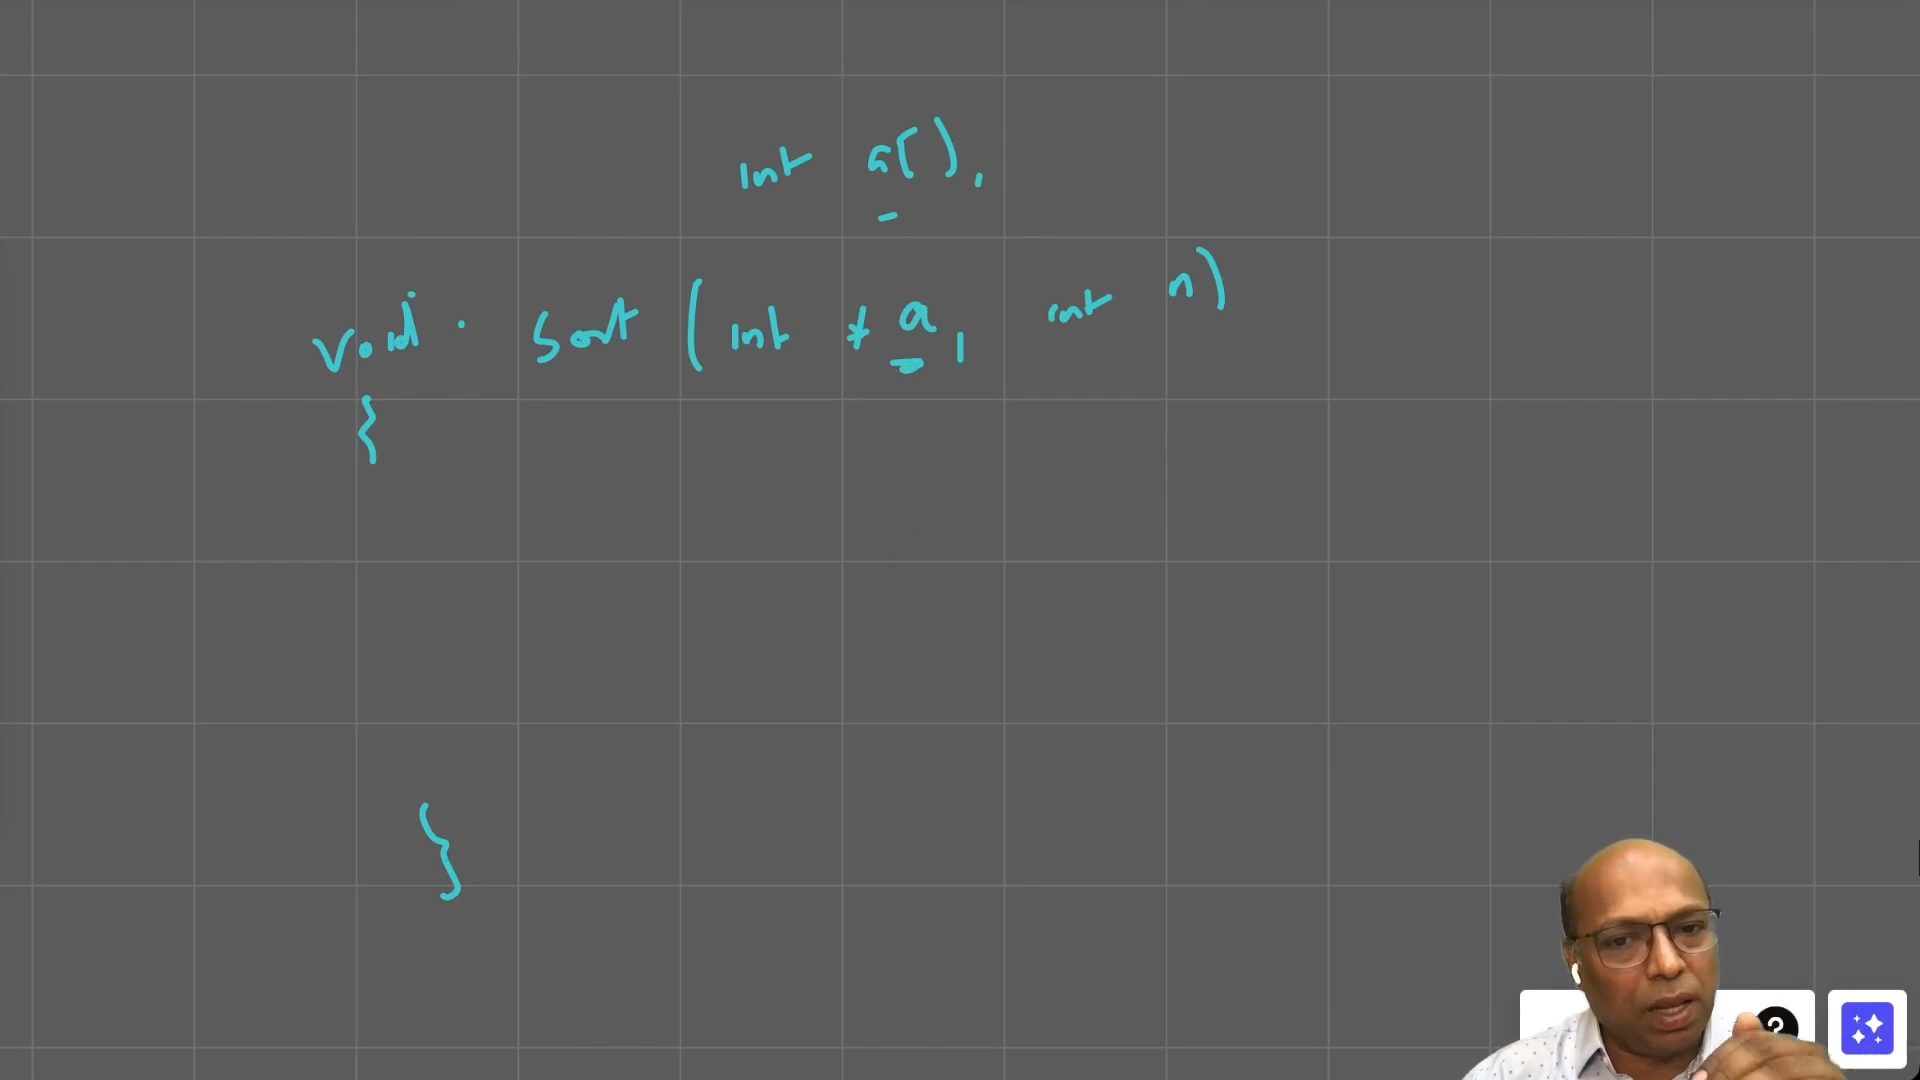 int a[],
void sort (int * a, int n)
{
}
?